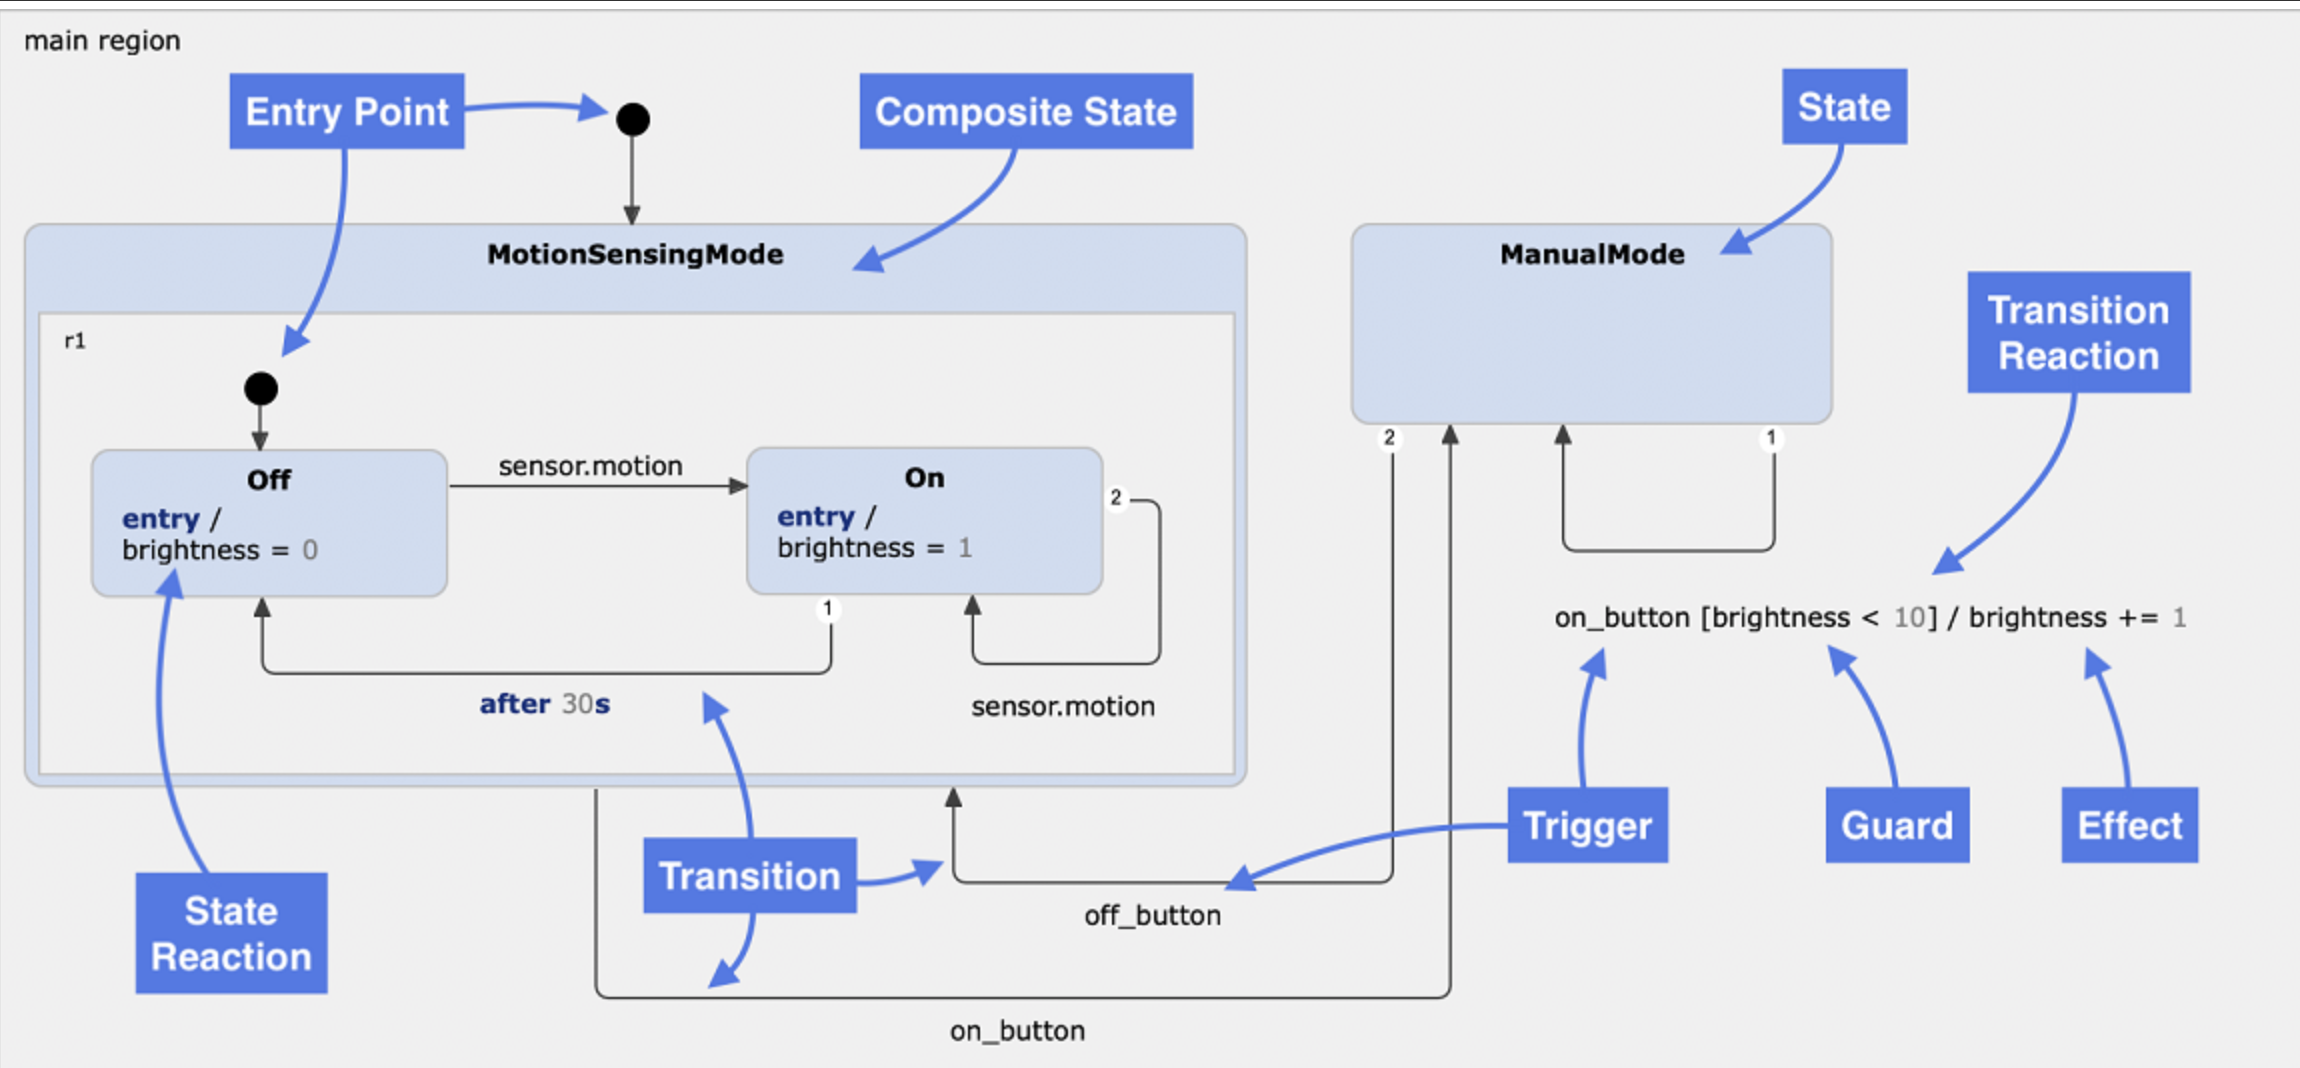 main region
Entry Point
Composite State
State
MotionSensingMode
ManualMode
Transition
Reaction
r1
Off
entry /
brightness = 0
sensor.motion
On
entry /
brightness = 1
2
1
after 30s
sensor.motion
2
1
on_button [brightness < 10] / brightness += 1
Trigger
Guard
Effect
Transition
State
Reaction
off_button
on_button